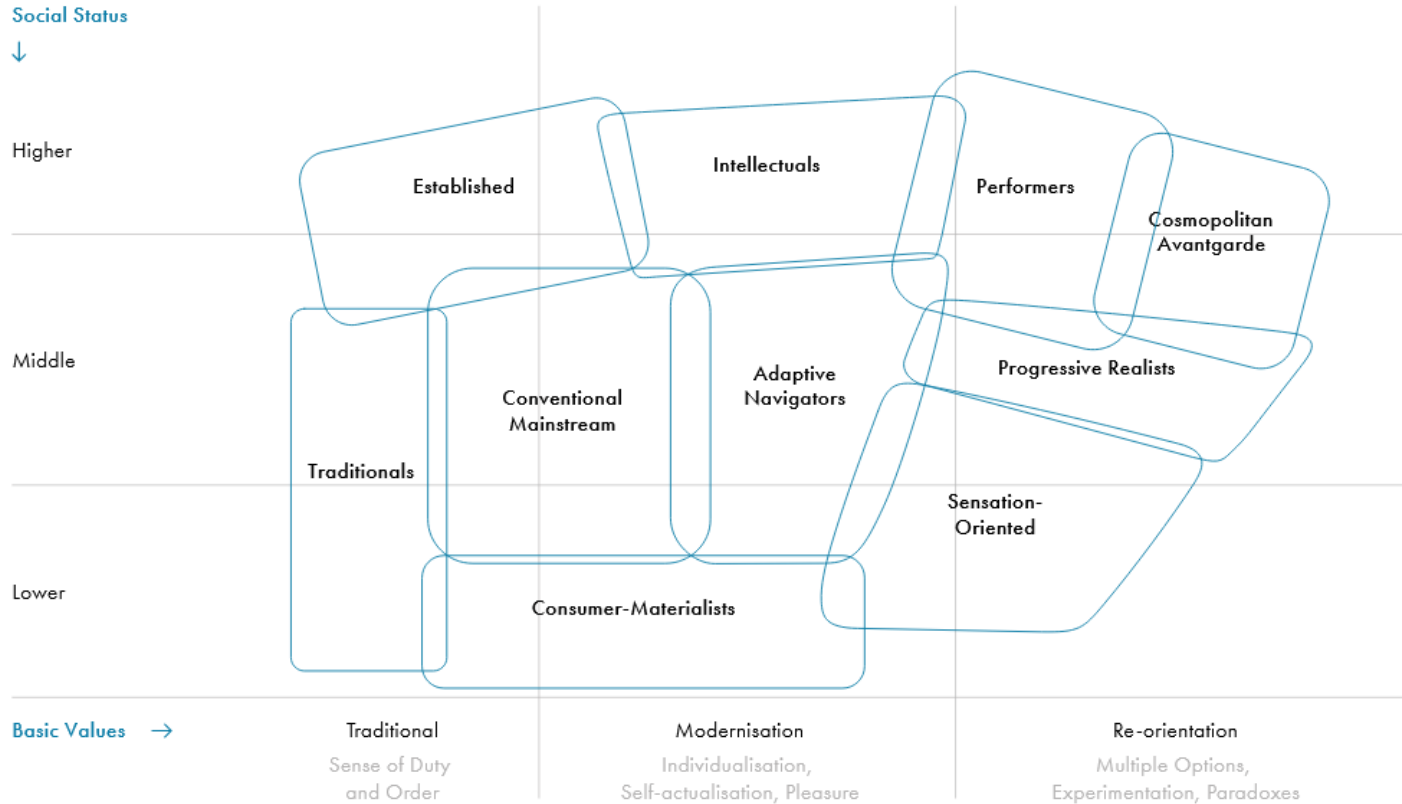 Social Status
↓
Higher
Established
Intellectuals
Performers
Cosmopolitan
Avantgarde
Middle
Conventional
Mainstream
Adaptive
Navigators
Progressive Realists
Traditionals
Sensation-
Oriented
Lower
Consumer-Materialists
Basic Values →
Traditional
Modernisation
Re-orientation
Sense of Duty
and Order
Individualisation,
Self-actualisation, Pleasure
Multiple Options,
Experimentation, Paradoxes